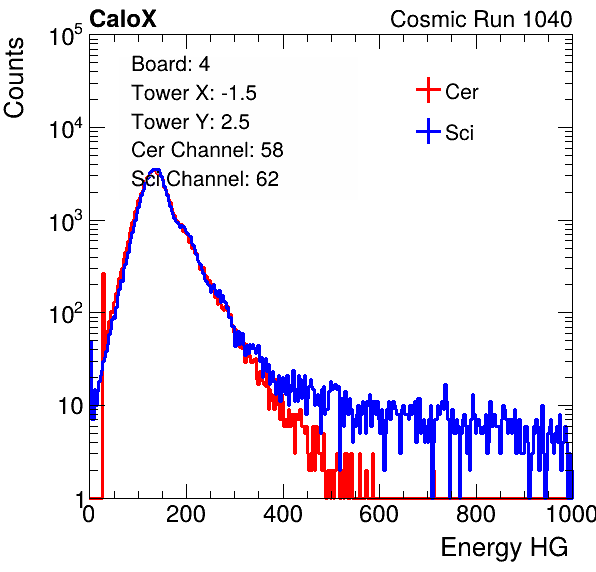 CaloX Cosmic Run 1040
Counts
10^5
10^4
10^3
10^2
10
1
Board: 4
Tower X: -1.5
Tower Y: 2.5
Cer Channel: 58
Sci Channel: 62
Cer
Sci
0 200 400 600 800 1000
Energy HG